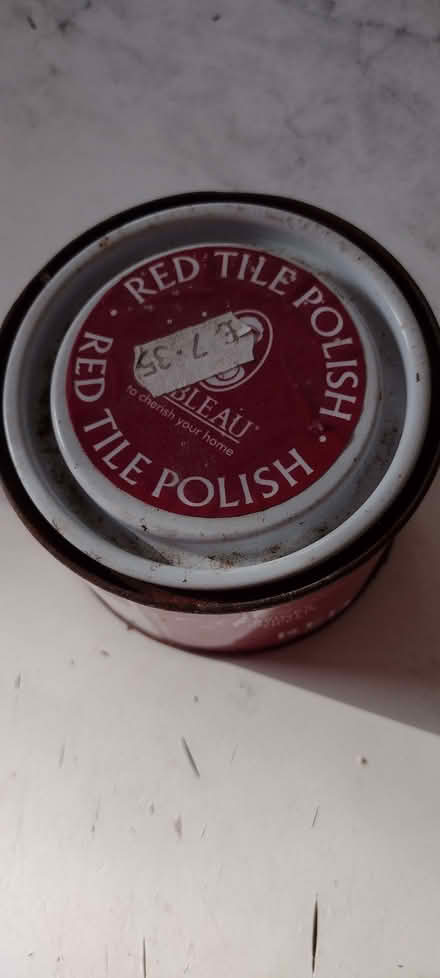 RED TILE POLISH
£7.35
BLEAU
to cherish your home
RED TILE POLISH